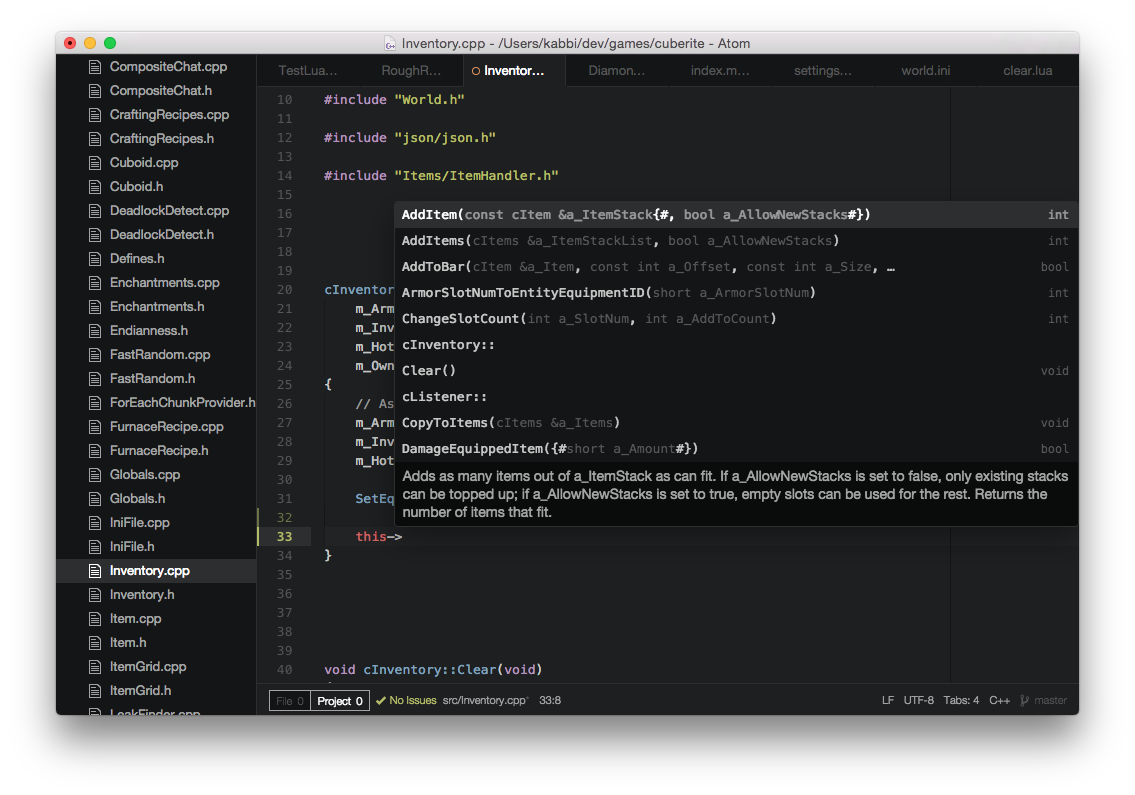 Inventory.cpp - /Users/kabbi/dev/games/cuberite - Atom
CompositeChat.cpp
CompositeChat.h
CraftingRecipes.cpp
CraftingRecipes.h
Cuboid.cpp
Cuboid.h
DeadlockDetect.cpp
DeadlockDetect.h
Defines.h
Enchantments.cpp
Enchantments.h
Endianness.h
FastRandom.cpp
FastRandom.h
ForEachChunkProvider.h
FurnaceRecipe.cpp
FurnaceRecipe.h
Globals.cpp
Globals.h
IniFile.cpp
IniFile.h
Inventory.cpp
Inventory.h
Item.cpp
Item.h
ItemGrid.cpp
ItemGrid.h
LeakFinder.cpp
TestLua... RoughR... Inventor... Diamon... index.m... settings... world.ini clear.lua
10 #include "World.h"
11
12 #include "json/json.h"
13
14 #include "Items/ItemHandler.h"
15
16
17
18
19
20 cInventor
21 m_Arm
22 m_Inv
23 m_Hot
24 m_Own
25 {
26 // As
27 m_Arm
28 m_Inv
29 m_Hot
30
31 SetEq
32
33 this->
34 }
35
36
37
38
39
40 void cInventory::Clear(void)
AddItem(const cItem &a_ItemStack{#, bool a_AllowNewStacks#}) int
AddItems(cItems &a_ItemStackList, bool a_AllowNewStacks) int
AddToBar(cItem &a_Item, const int a_Offset, const int a_Size, … bool
ArmorSlotNumToEntityEquipmentID(short a_ArmorSlotNum) int
ChangeSlotCount(int a_SlotNum, int a_AddToCount) int
cInventory::
Clear() void
cListener::
CopyToItems(cItems &a_Items) void
DamageEquippedItem({#short a_Amount#}) bool
Adds as many items out of a_ItemStack as can fit. If a_AllowNewStacks is set to false, only existing stacks
can be topped up; if a_AllowNewStacks is set to true, empty slots can be used for the rest. Returns the
number of items that fit.
File 0 Project 0 No Issues src/Inventory.cpp* 33:8 LF UTF-8 Tabs: 4 C++ master